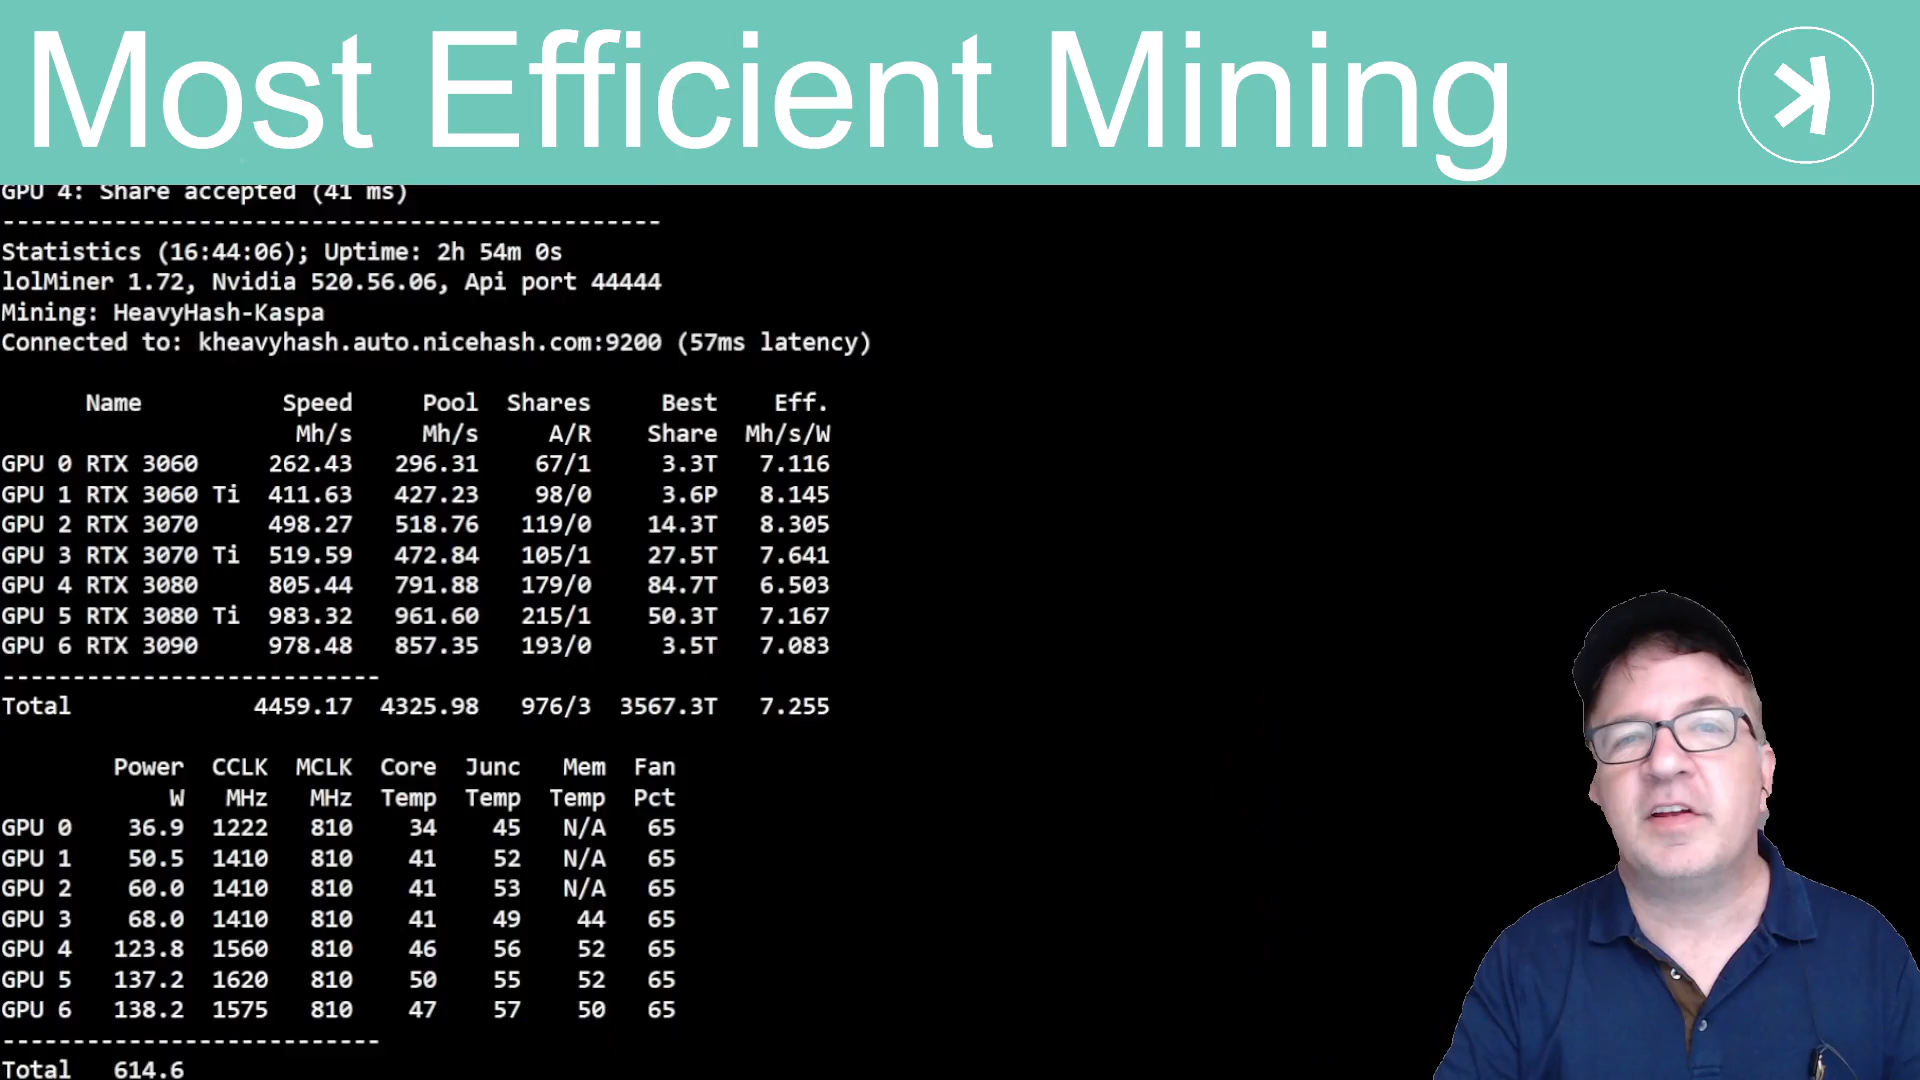 Most Efficient Mining
GPU 4: Share accepted (41 ms)
-----------------------------------------------
Statistics (16:44:06); Uptime: 2h 54m 0s
lolMiner 1.72, Nvidia 520.56.06, Api port 44444
Mining: HeavyHash-Kaspa
Connected to: kheavyhash.auto.nicehash.com:9200 (57ms latency)
Name Speed Pool Shares Best Eff.
Mh/s Mh/s A/R Share Mh/s/W
GPU 0 RTX 3060 262.43 296.31 67/1 3.3T 7.116
GPU 1 RTX 3060 Ti 411.63 427.23 98/0 3.6P 8.145
GPU 2 RTX 3070 498.27 518.76 119/0 14.3T 8.305
GPU 3 RTX 3070 Ti 519.59 472.84 105/1 27.5T 7.641
GPU 4 RTX 3080 805.44 791.88 179/0 84.7T 6.503
GPU 5 RTX 3080 Ti 983.32 961.60 215/1 50.3T 7.167
GPU 6 RTX 3090 978.48 857.35 193/0 3.5T 7.083
---------------------------
Total 4459.17 4325.98 976/3 3567.3T 7.255
Power CCLK MCLK Core Junc Mem Fan
W MHz MHz Temp Temp Temp Pct
GPU 0 36.9 1222 810 34 45 N/A 65
GPU 1 50.5 1410 810 41 52 N/A 65
GPU 2 60.0 1410 810 41 53 N/A 65
GPU 3 68.0 1410 810 41 49 44 65
GPU 4 123.8 1560 810 46 56 52 65
GPU 5 137.2 1620 810 50 55 52 65
GPU 6 138.2 1575 810 47 57 50 65
---------------------------
Total 614.6